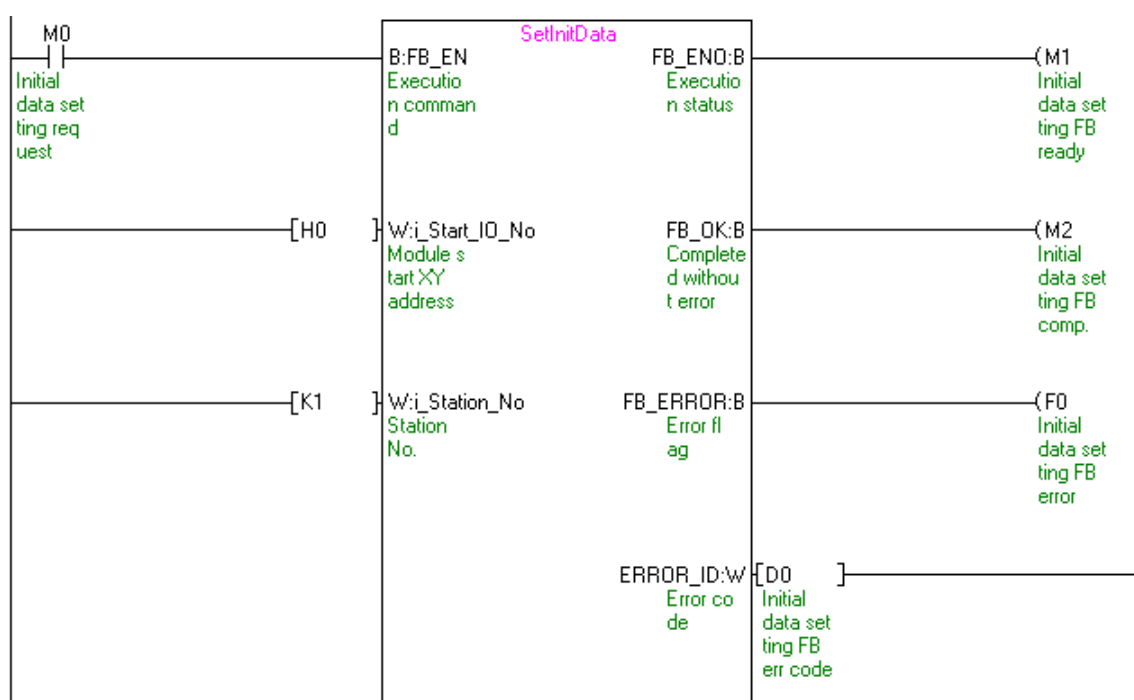 SetInitData
M0
B:FB_EN
FB_ENO:B
(M1
Initial
data set
ting req
uest
Executio
n comman
d
Executio
n status
Initial
data set
ting FB
ready
[H0 ]
W:i_Start_IO_No
FB_OK:B
(M2
Module s
tart XY
address
Complete
d withou
t error
Initial
data set
ting FB
comp.
[K1 ]
W:i_Station_No
FB_ERROR:B
(F0
Station
No.
Error fl
ag
Initial
data set
ting FB
error
ERROR_ID:W
[D0 ]
Error co
de
Initial
data set
ting FB
err code